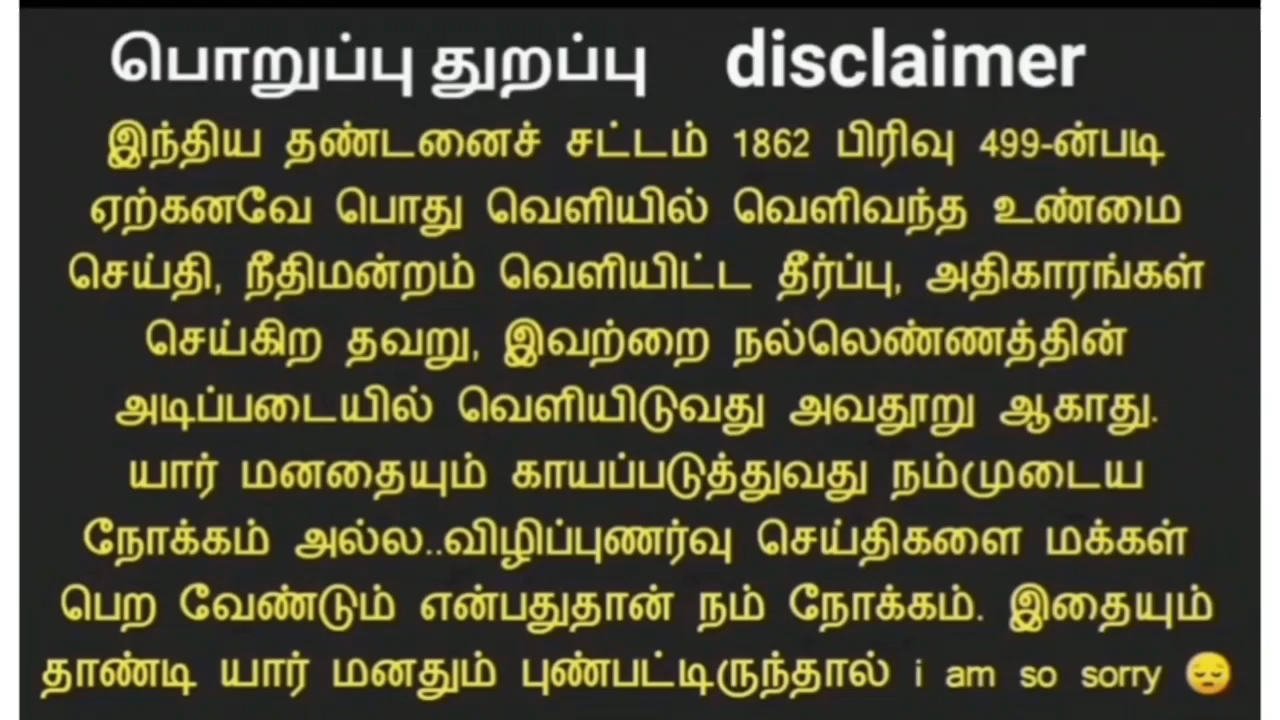 பொறுப்பு துறப்பு disclaimer
இந்திய தண்டனைச் சட்டம் 1862 பிரிவு 499-ன்படி
ஏற்கனவே பொது வெளியில் வெளிவந்த உண்மை
செய்தி, நீதிமன்றம் வெளியிட்ட தீர்ப்பு, அதிகாரங்கள்
செய்கிற தவறு, இவற்றை நல்லெண்ணத்தின்
அடிப்படையில் வெளியிடுவது அவதூறு ஆகாது.
யார் மனதையும் காயப்படுத்துவது நம்முடைய
நோக்கம் அல்ல..விழிப்புணர்வு செய்திகளை மக்கள்
பெற வேண்டும் என்பதுதான் நம் நோக்கம். இதையும்
தாண்டி யார் மனதும் புண்பட்டிருந்தால் i am so sorry 😔